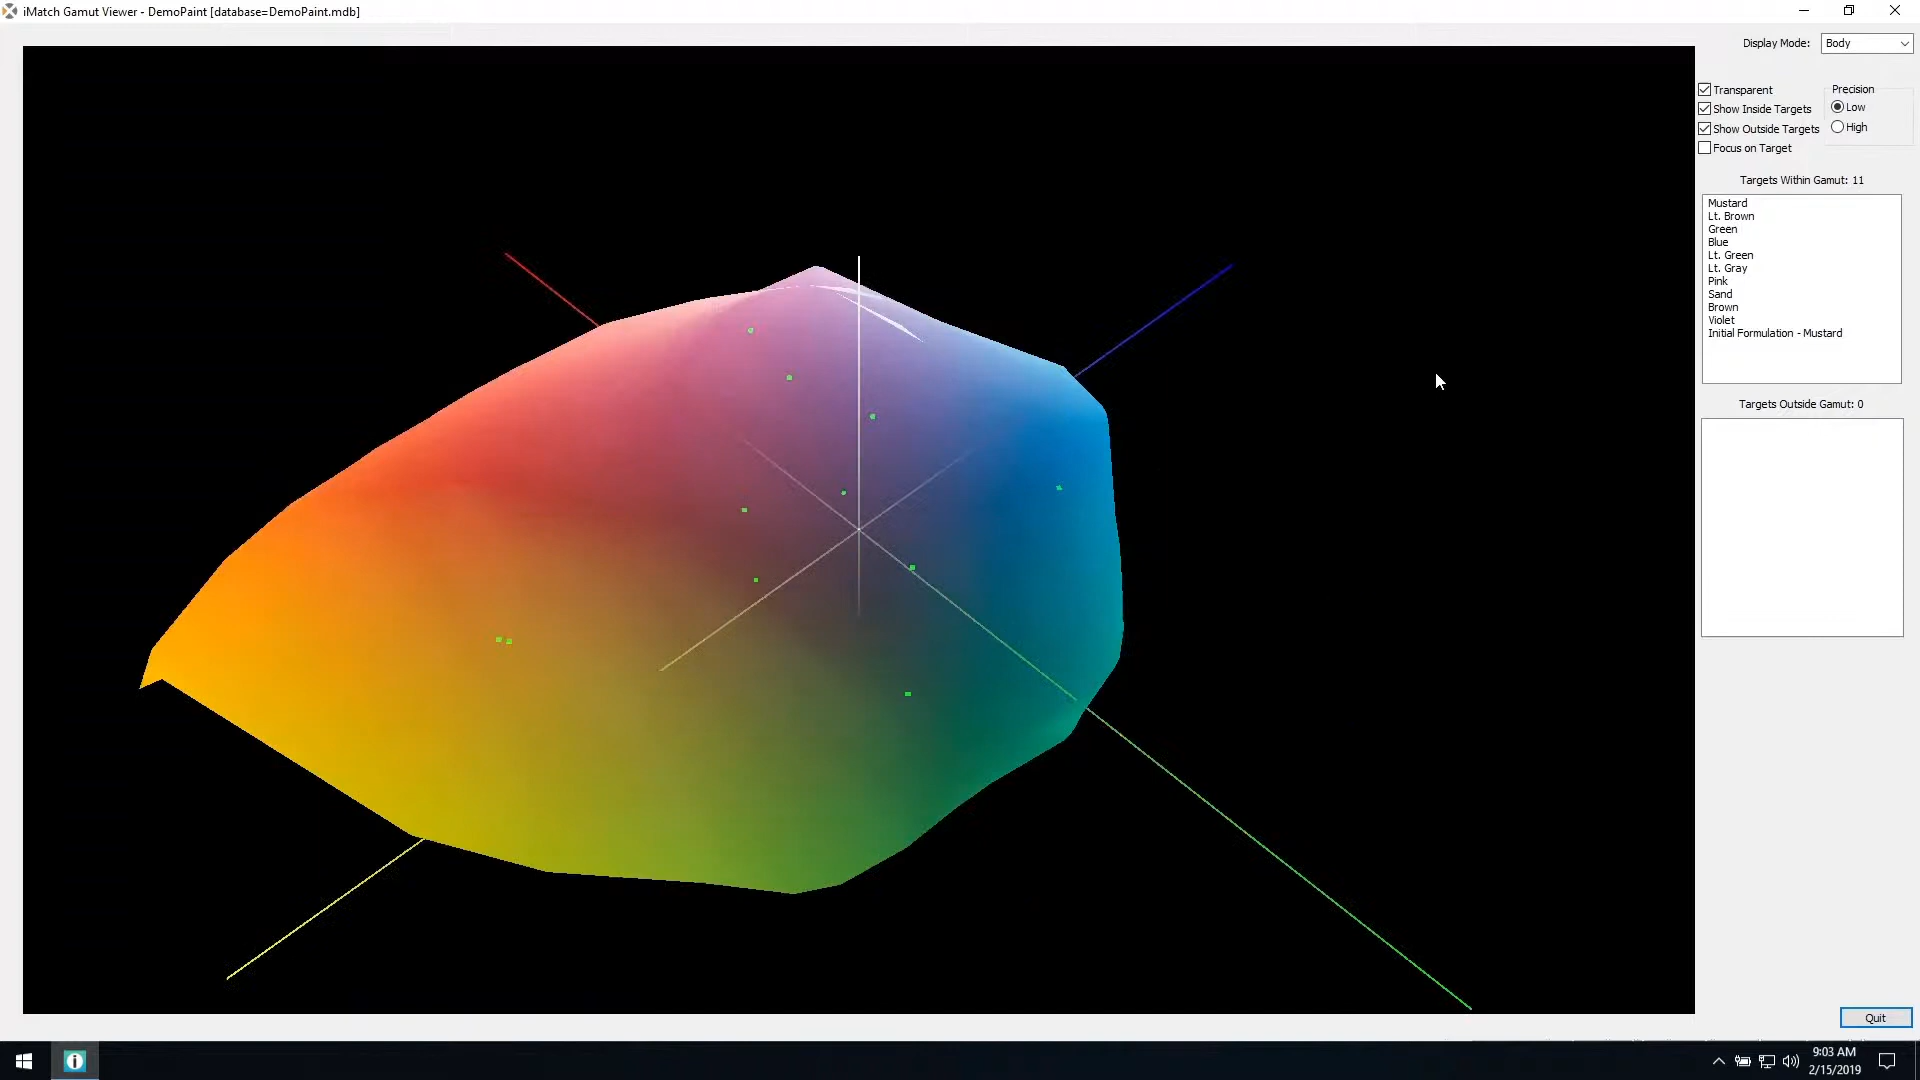 iMatch Gamut Viewer - DemoPaint [database=DemoPaint.mdb]
Display Mode: Body
Transparent
Show Inside Targets
Show Outside Targets
Focus on Target
Precision
Low
High
Targets Within Gamut: 11
Mustard
Lt. Brown
Green
Blue
Lt. Green
Lt. Gray
Pink
Sand
Brown
Violet
Initial Formulation - Mustard
Targets Outside Gamut: 0
Quit
9:03 AM
2/15/2019